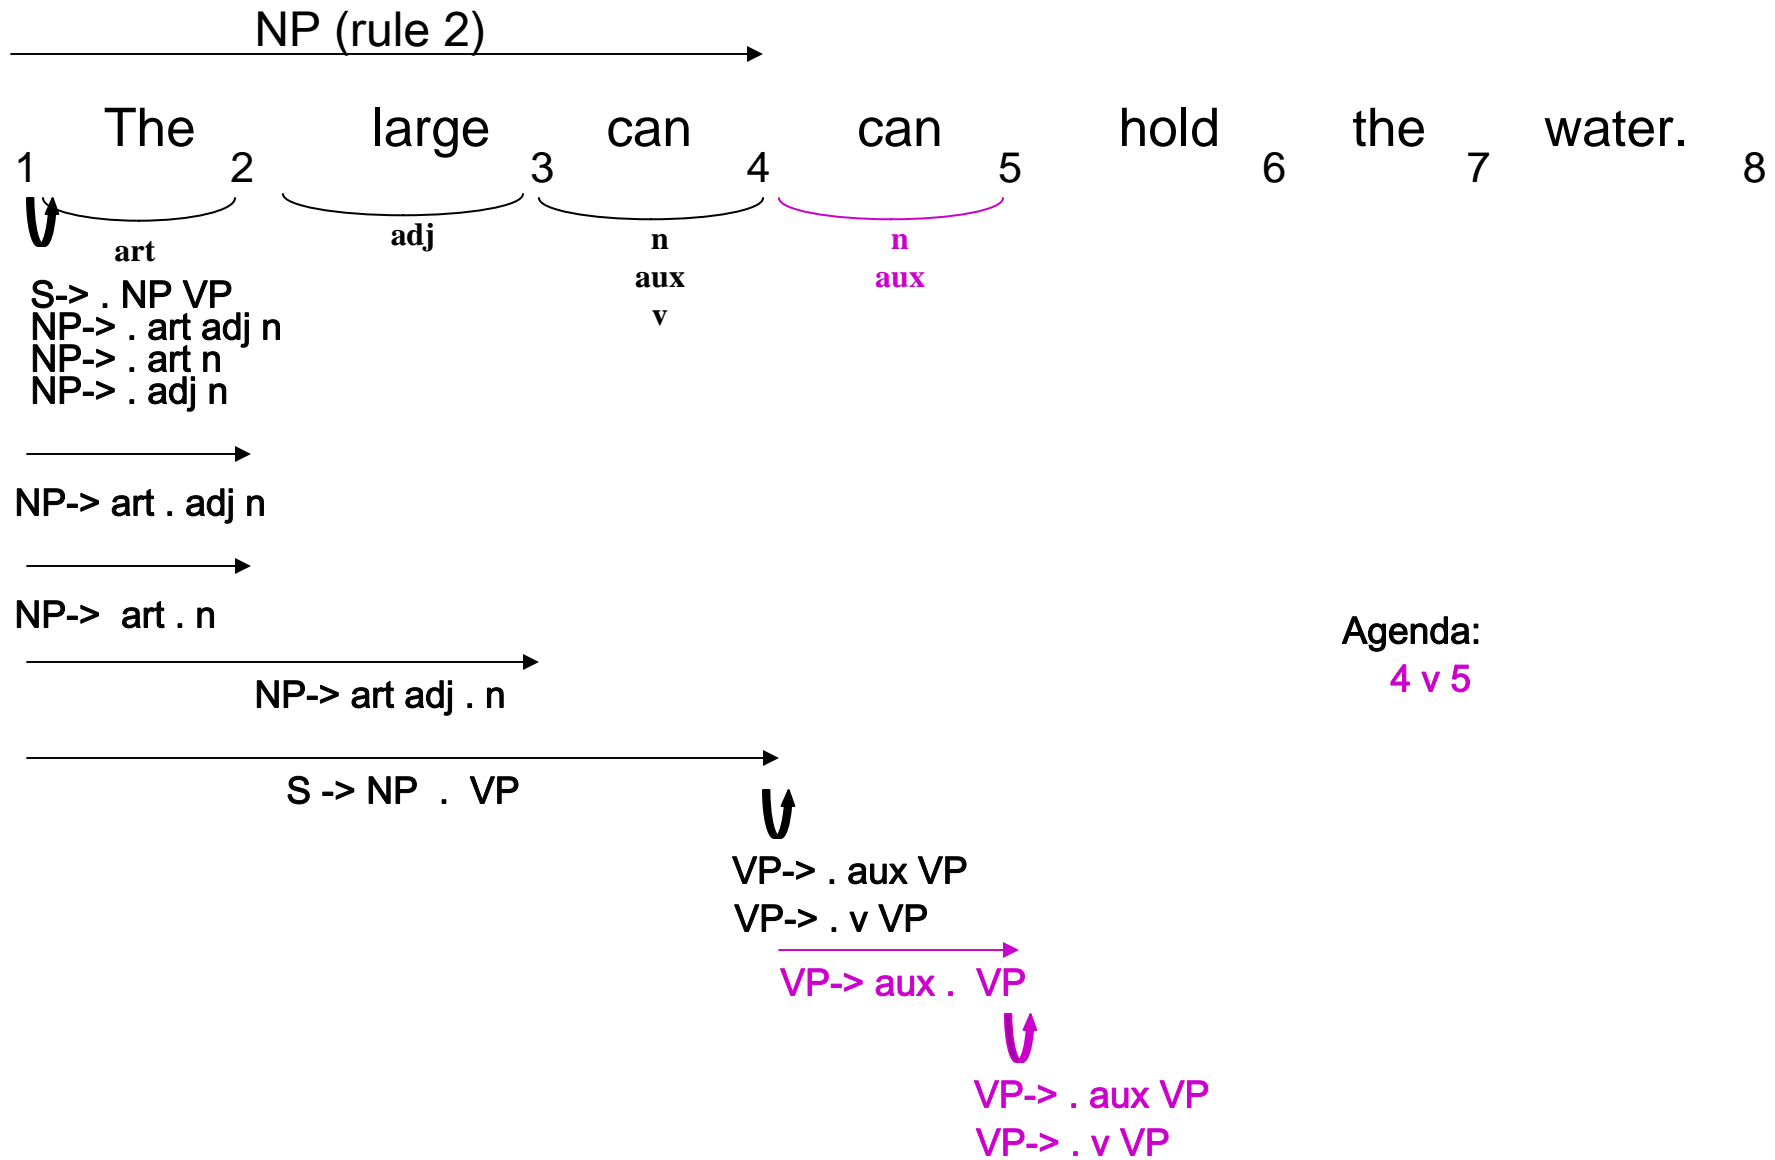 NP (rule 2)
The large can can hold the water.
1 2 3 4 5 6 7 8
art adj n n
aux aux
v
S-> . NP VP
NP-> . art adj n
NP-> . art n
NP-> . adj n
NP-> art . adj n
NP-> art . n
Agenda:
4 v 5
NP-> art adj . n
S -> NP . VP
VP-> . aux VP
VP-> . v VP
VP-> aux . VP
VP-> . aux VP
VP-> . v VP